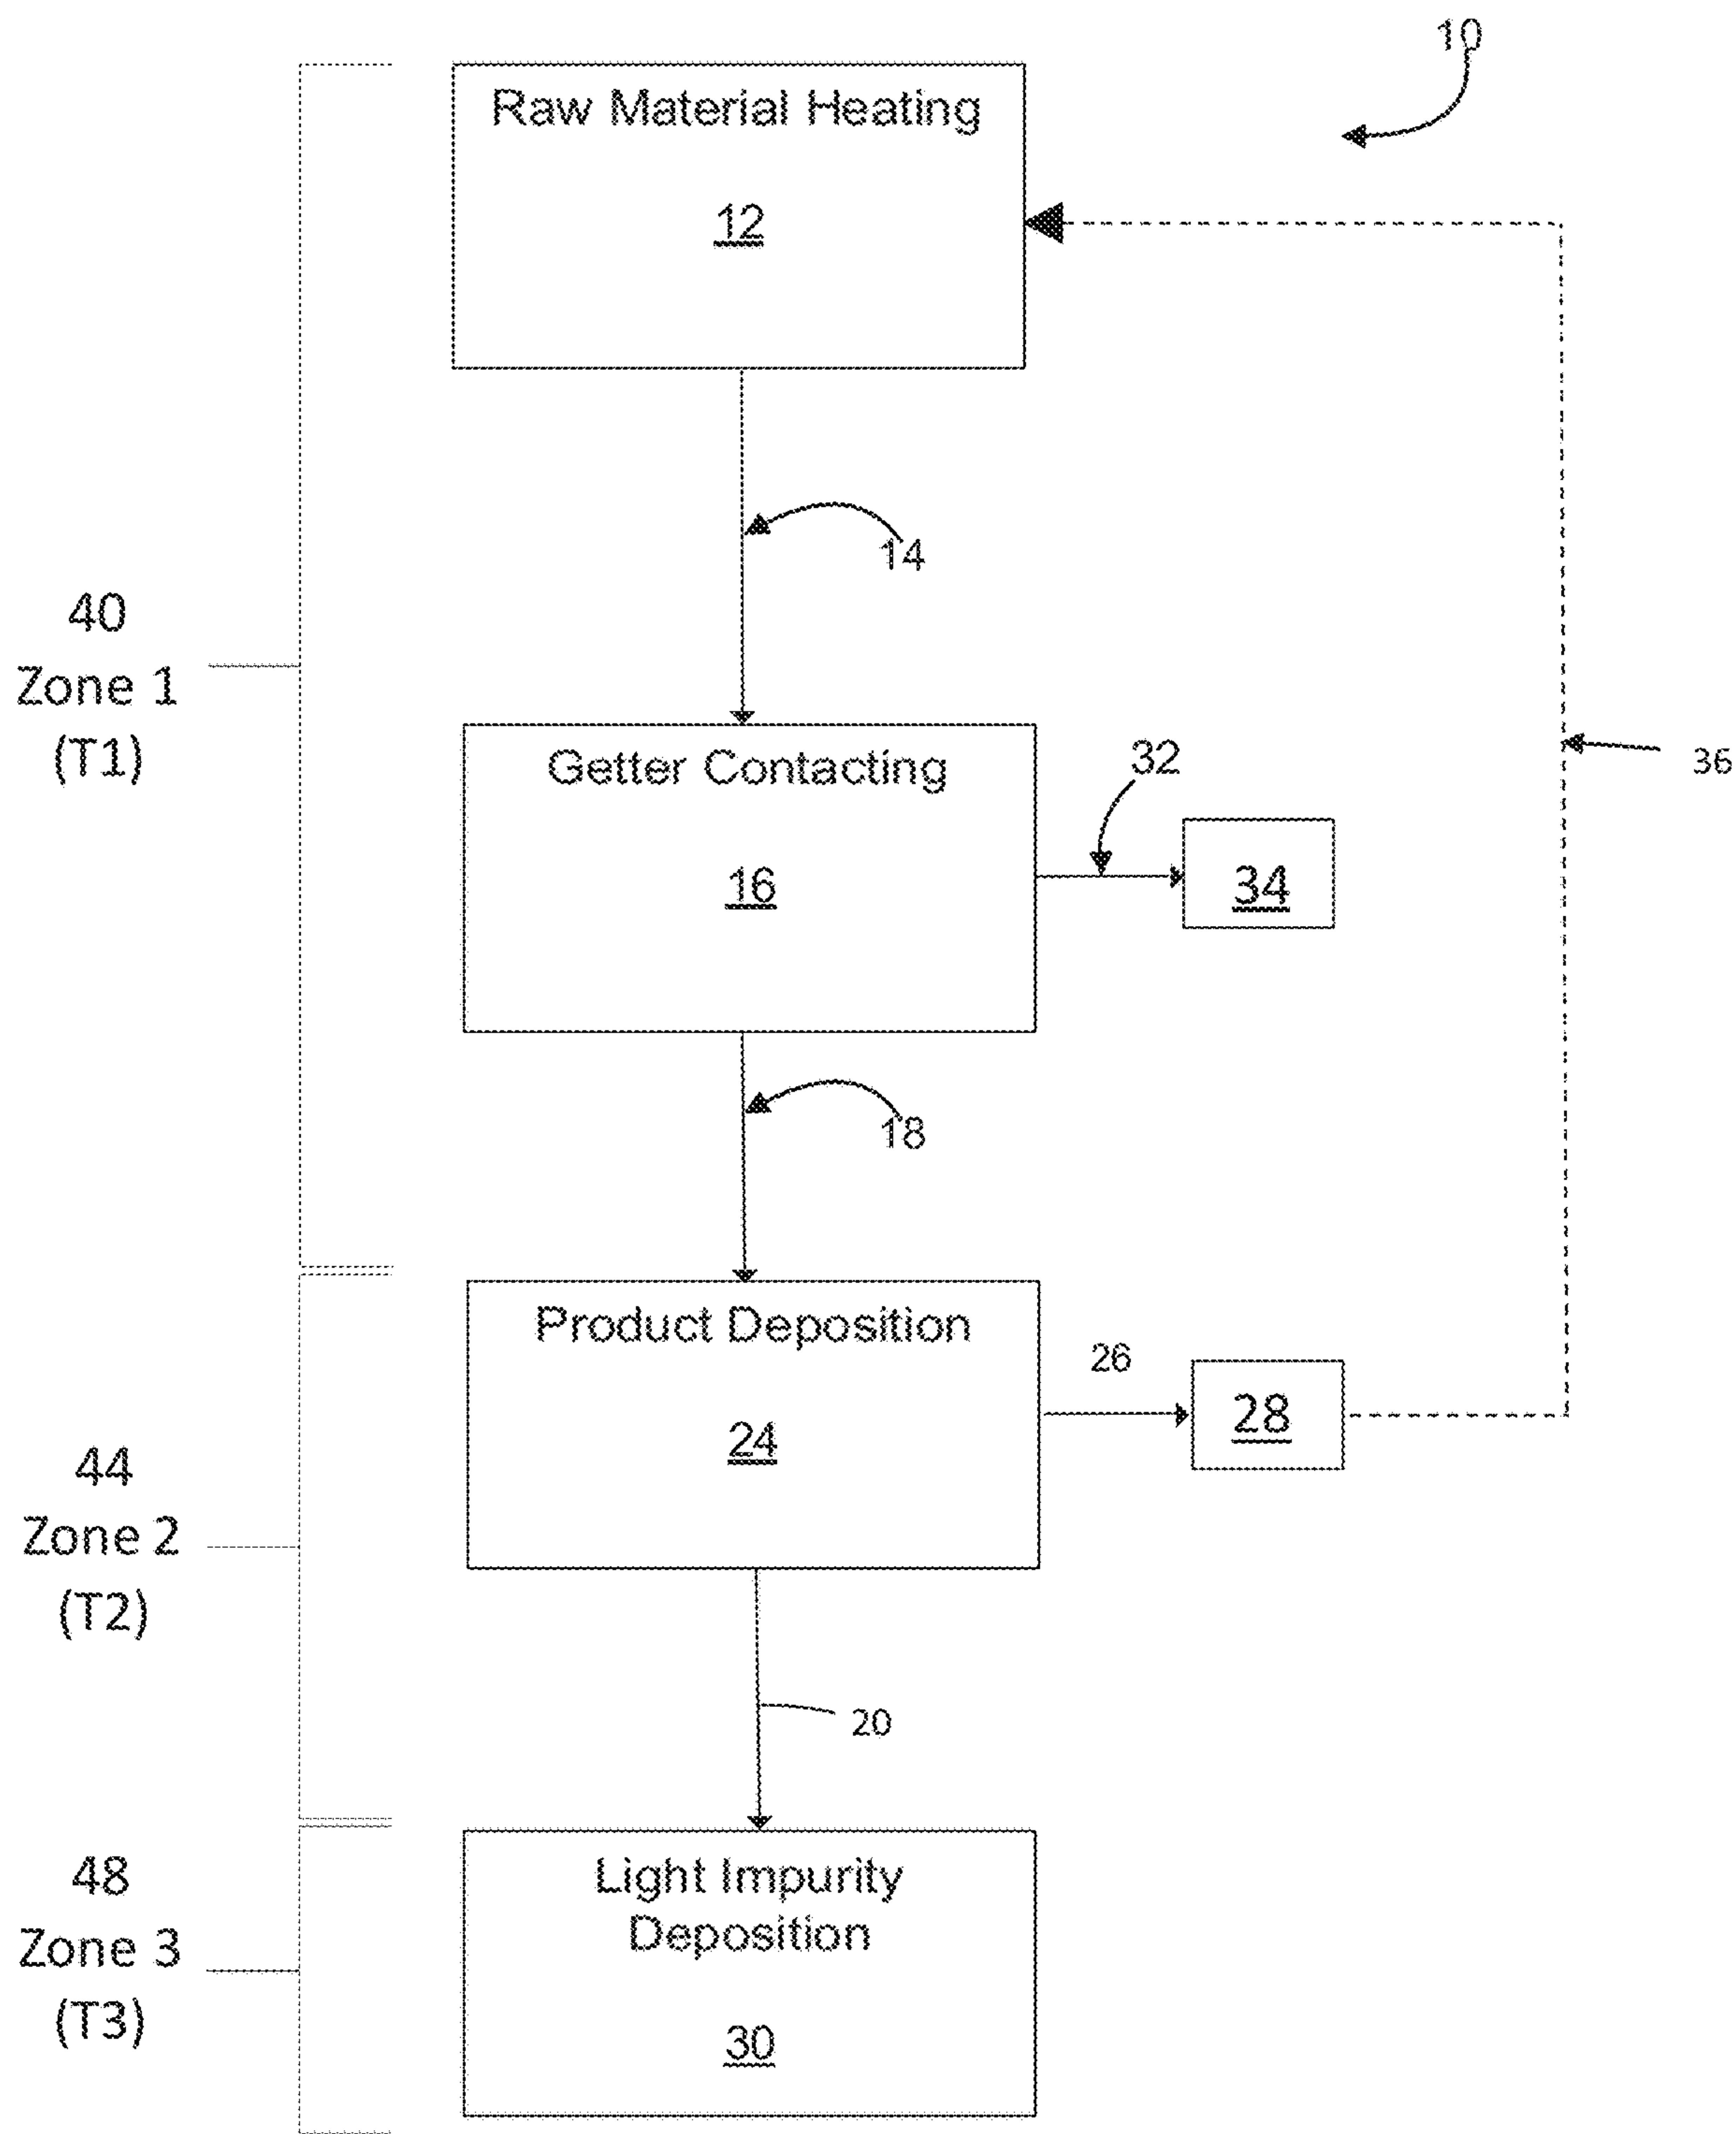 10
Raw Material Heating
12
14
40
Zone 1
(T1)
Getter Contacting
16
32
34
36
18
Product Deposition
24
26
28
44
Zone 2
(T2)
20
48
Zone 3
(T3)
Light Impurity
Deposition
30